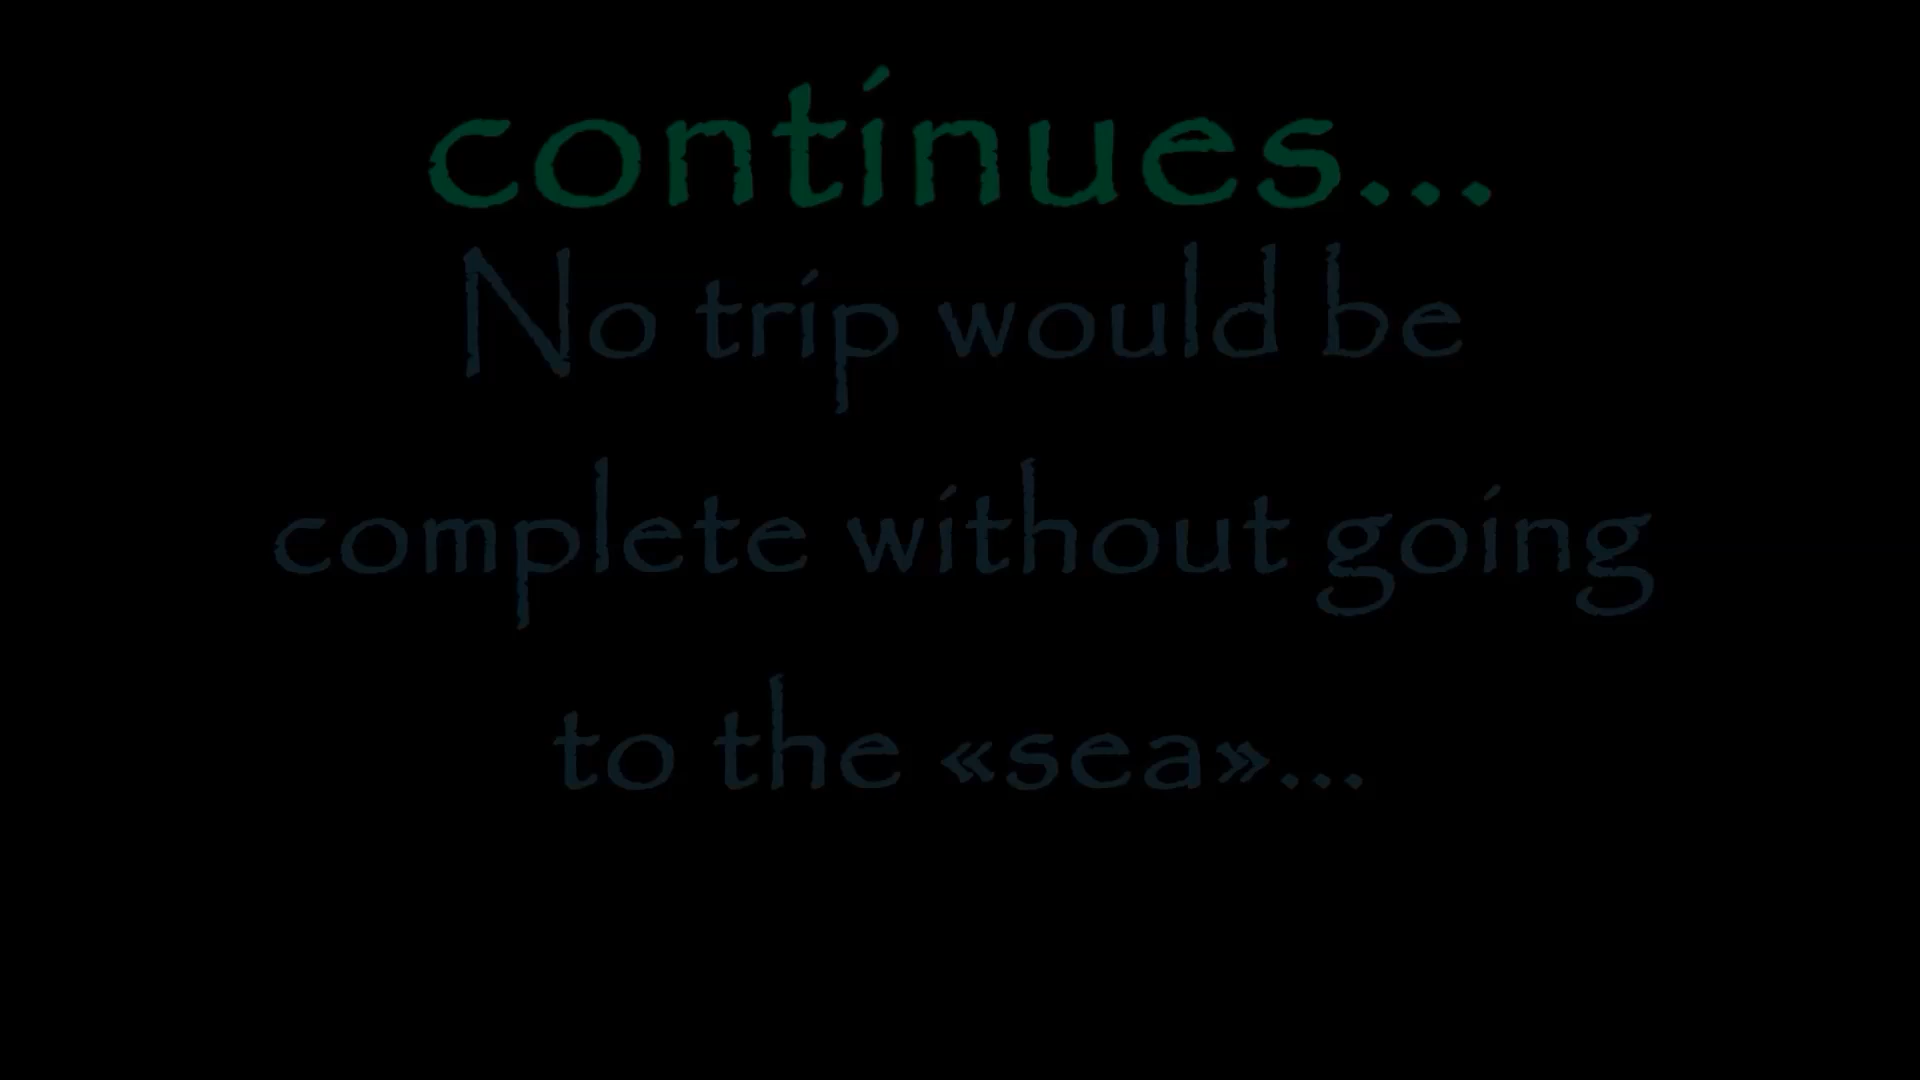 continues...
No trip would be
complete without going
to the «sea»...